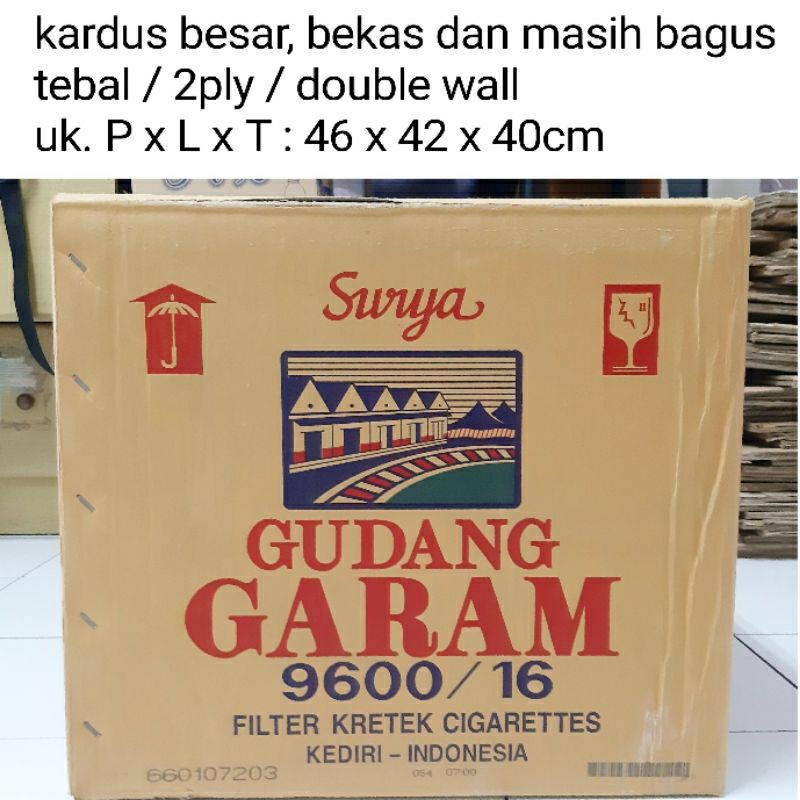 kardus besar, bekas dan masih bagus
tebal / 2ply / double wall
uk. P x L x T : 46 x 42 x 40cm
Surya
GUDANG
GARAM
9600/16
FILTER KRETEK CIGARETTES
KEDIRI - INDONESIA
660107203
054 07:00